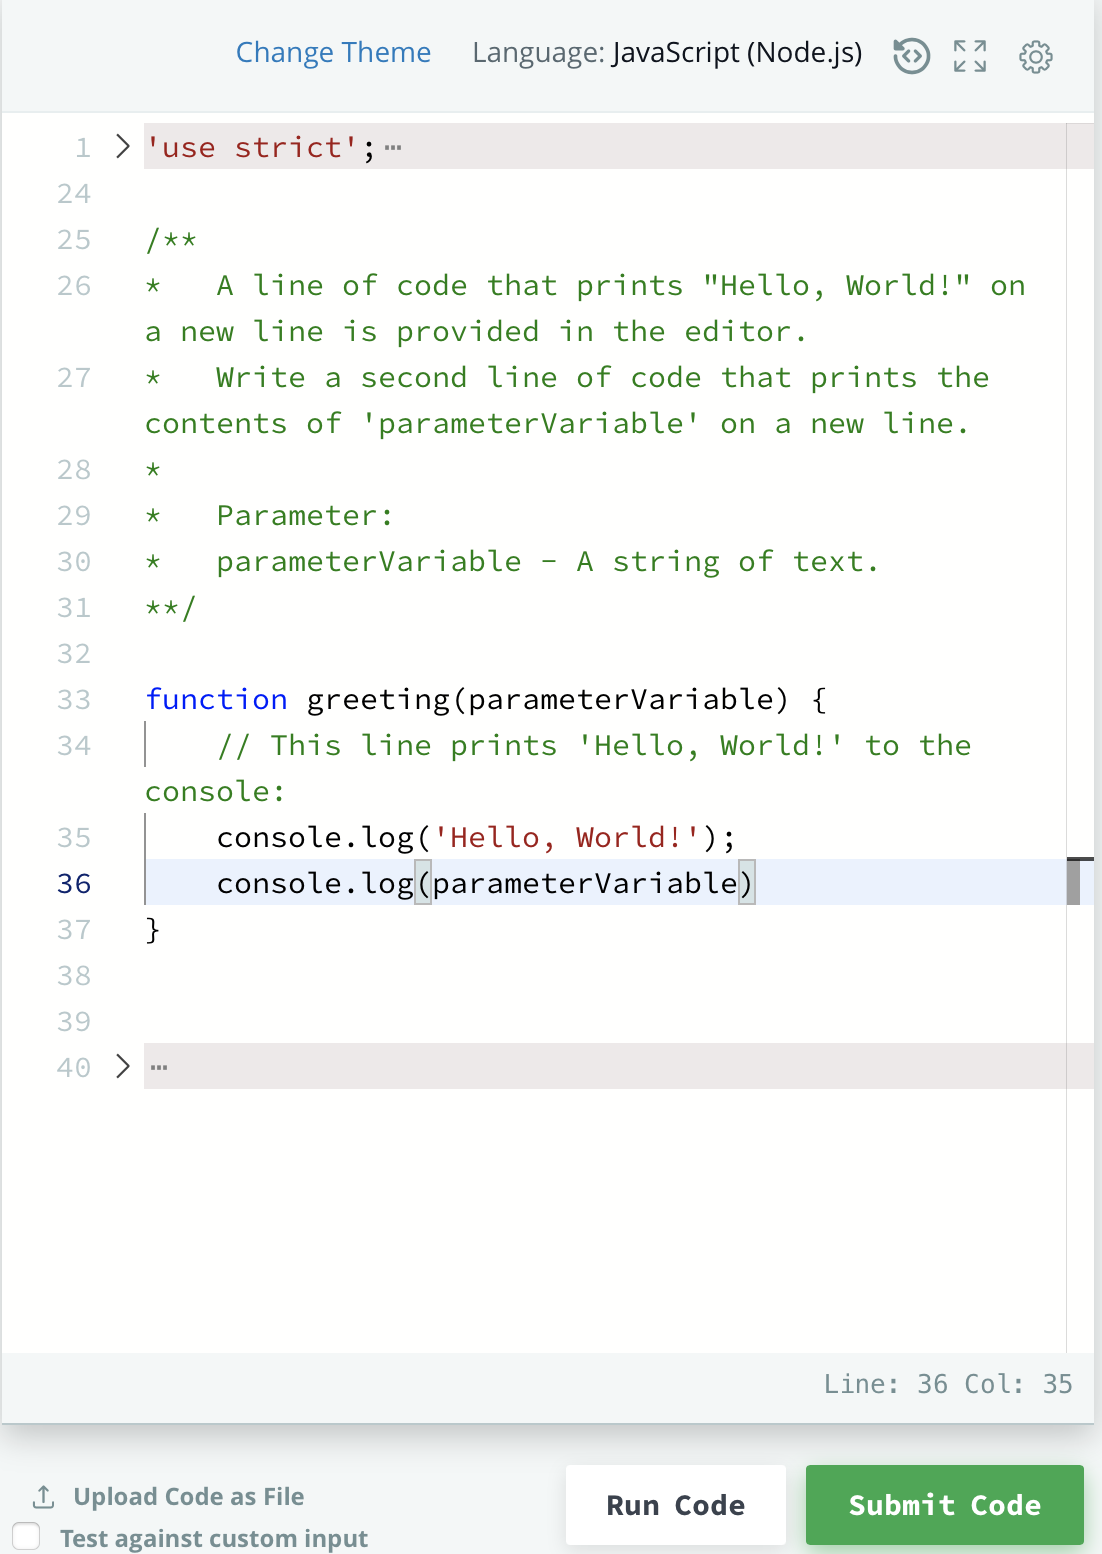 Change Theme Language: JavaScript (Node.js)
1 'use strict';
24
25 /**
26 *   A line of code that prints "Hello, World!" on
a new line is provided in the editor.
27 *   Write a second line of code that prints the
contents of 'parameterVariable' on a new line.
28 *
29 *   Parameter:
30 *   parameterVariable - A string of text.
31 **/
32
33 function greeting(parameterVariable) {
34     // This line prints 'Hello, World!' to the
console:
35     console.log('Hello, World!');
36     console.log(parameterVariable)
37 }
38
39
40
Line: 36 Col: 35
Upload Code as File
Test against custom input
Run Code
Submit Code